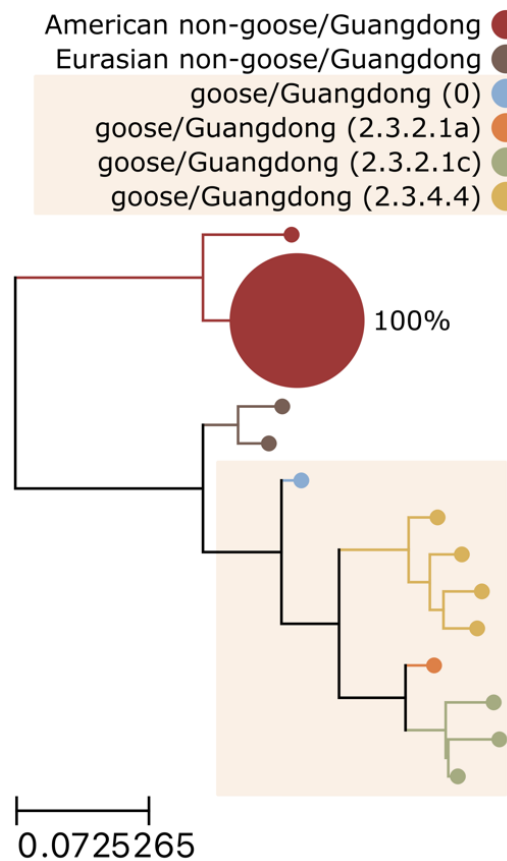 American non-goose/Guangdong
Eurasian non-goose/Guangdong
goose/Guangdong (0)
goose/Guangdong (2.3.2.1a)
goose/Guangdong (2.3.2.1c)
goose/Guangdong (2.3.4.4)
100%
0.0725265